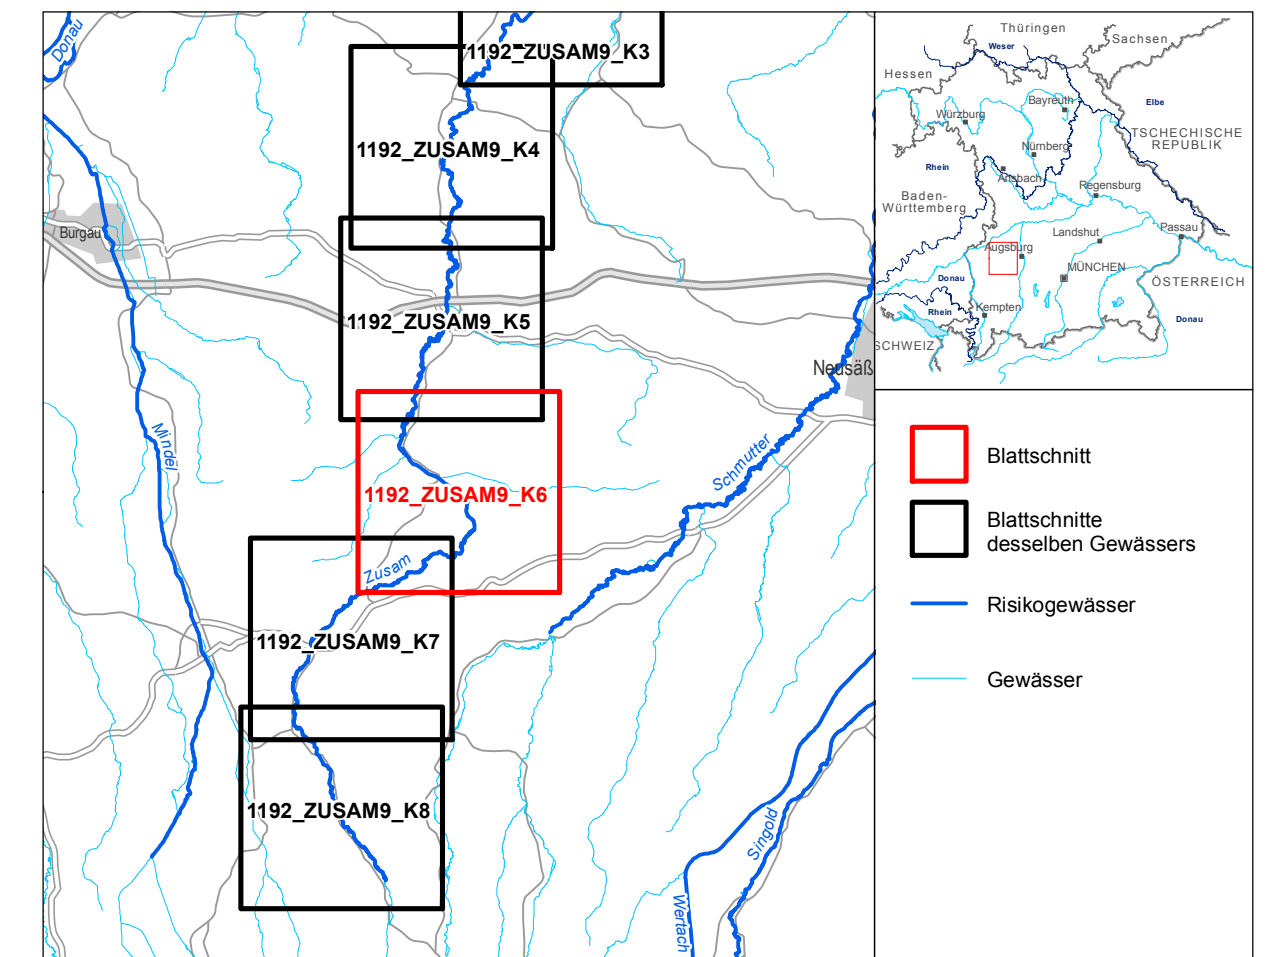 Donau
1192_ZUSAM9_K3
1192_ZUSAM9_K4
Burgau
1192_ZUSAM9_K5
Neusäß
Mindel
Schmutter
1192_ZUSAM9_K6
Zusam
1192_ZUSAM9_K7
1192_ZUSAM9_K8
Singold
Wertach
Thüringen
Sachsen
Weser
Hessen
Bayreuth
Elbe
Würzburg
TSCHECHISCHE
REPUBLIK
Nürnberg
Rhein
Ansbach
Regensburg
Baden-
Württemberg
Landshut
Passau
Augsburg
MÜNCHEN
Donau
ÖSTERREICH
Kempten
Rhein
Donau
SCHWEIZ
Blattschnitt
Blattschnitte
desselben Gewässers
Risikogewässer
Gewässer